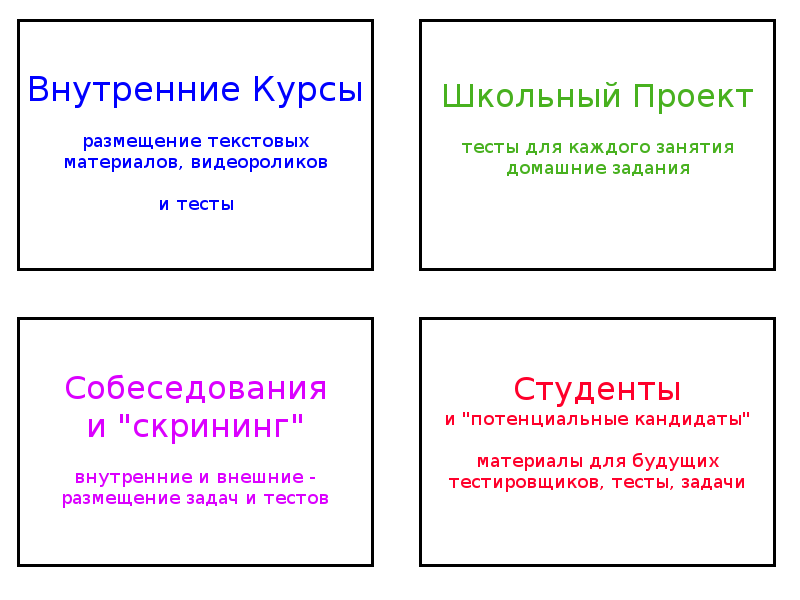 Внутренние Курсы
размещение текстовых
материалов, видеороликов
и тесты
Школьный Проект
тесты для каждого занятия
домашние задания
Собеседования
и "скрининг"
внутренние и внешние -
размещение задач и тестов
Студенты
и "потенциальные кандидаты"
материалы для будущих
тестировщиков, тесты, задачи